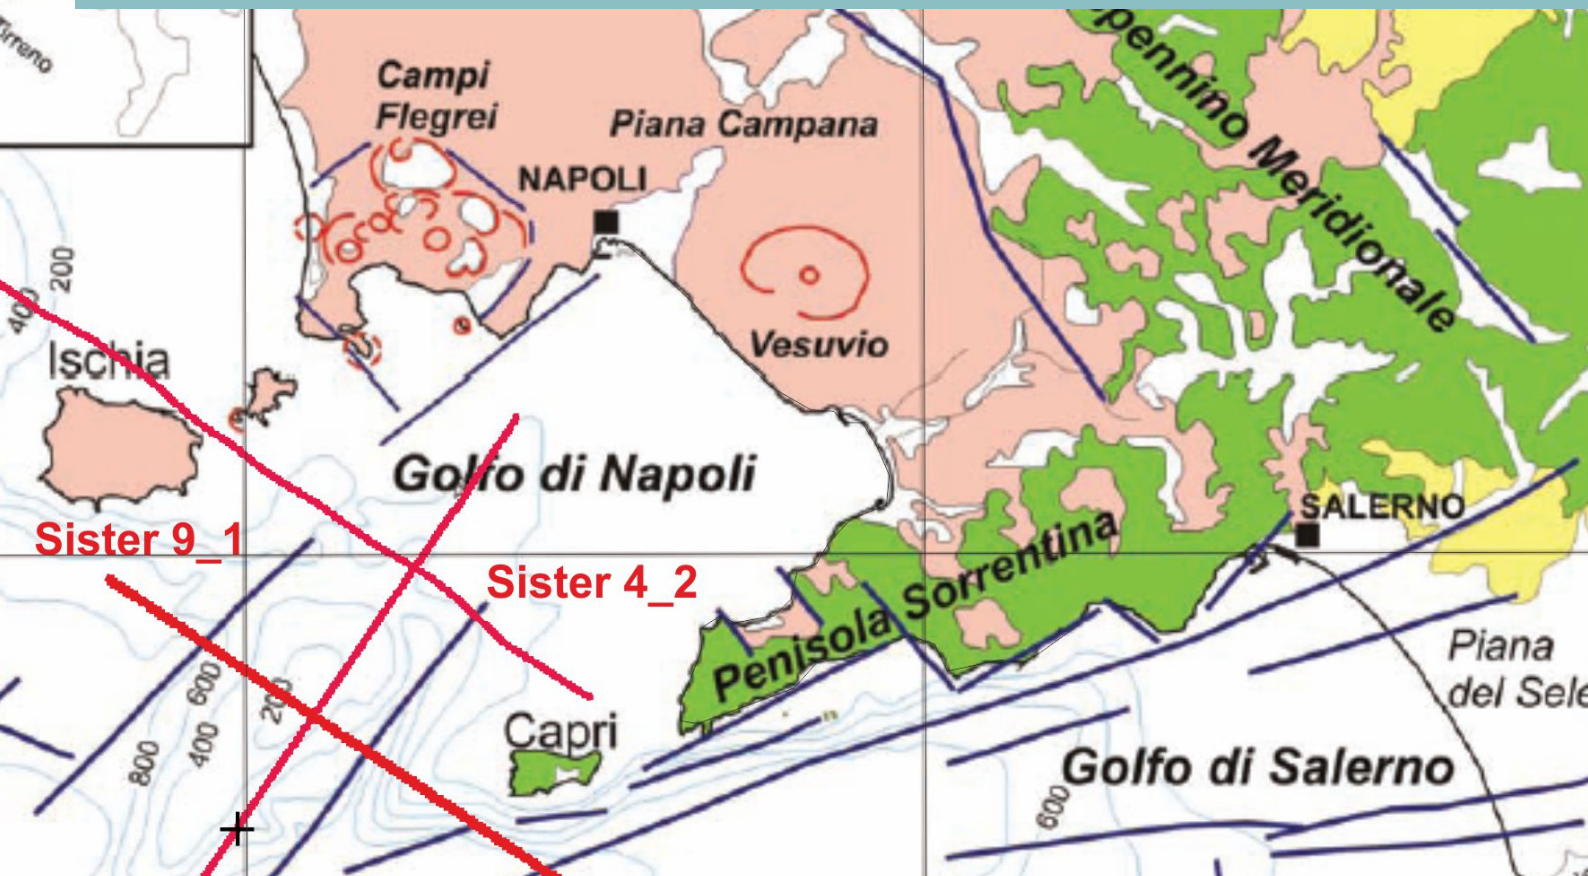 Tirreno
Campi
Flegrei
Piana Campana
NAPOLI
ppennino Meridionale
200
400
Ischia
Vesuvio
Golfo di Napoli
SALERNO
Sister 9_1
Sister 4_2
Penisola Sorrentina
Piana
del Sele
600
200
400
800
Capri
Golfo di Salerno
600